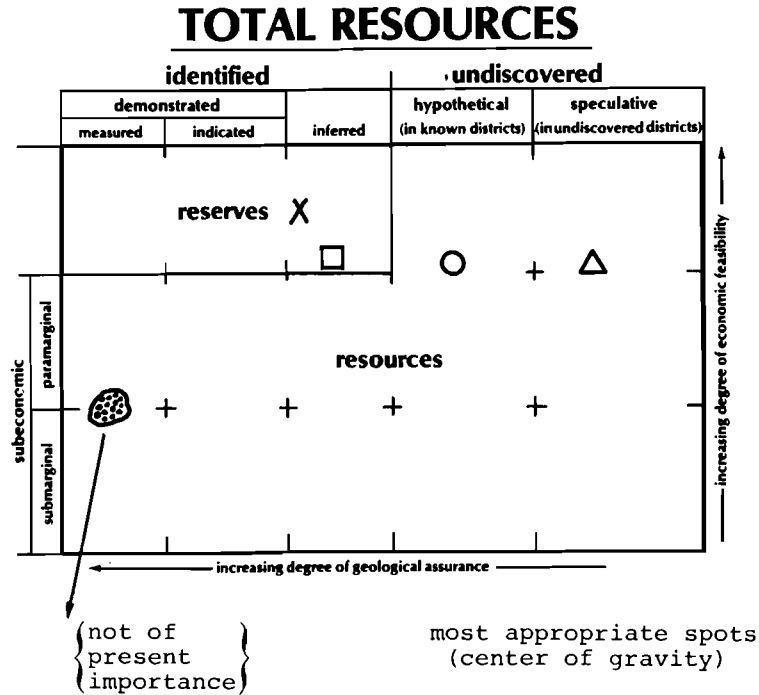 TOTAL RESOURCES
identified
undiscovered
demonstrated
measured
indicated
inferred
hypothetical
(in known districts)
speculative
(in undiscovered districts)
reserves X
resources
subeconomic
paramarginal
submarginal
increasing degree of economic feasibility
increasing degree of geological assurance
{not of
present
importance}
most appropriate spots
(center of gravity)